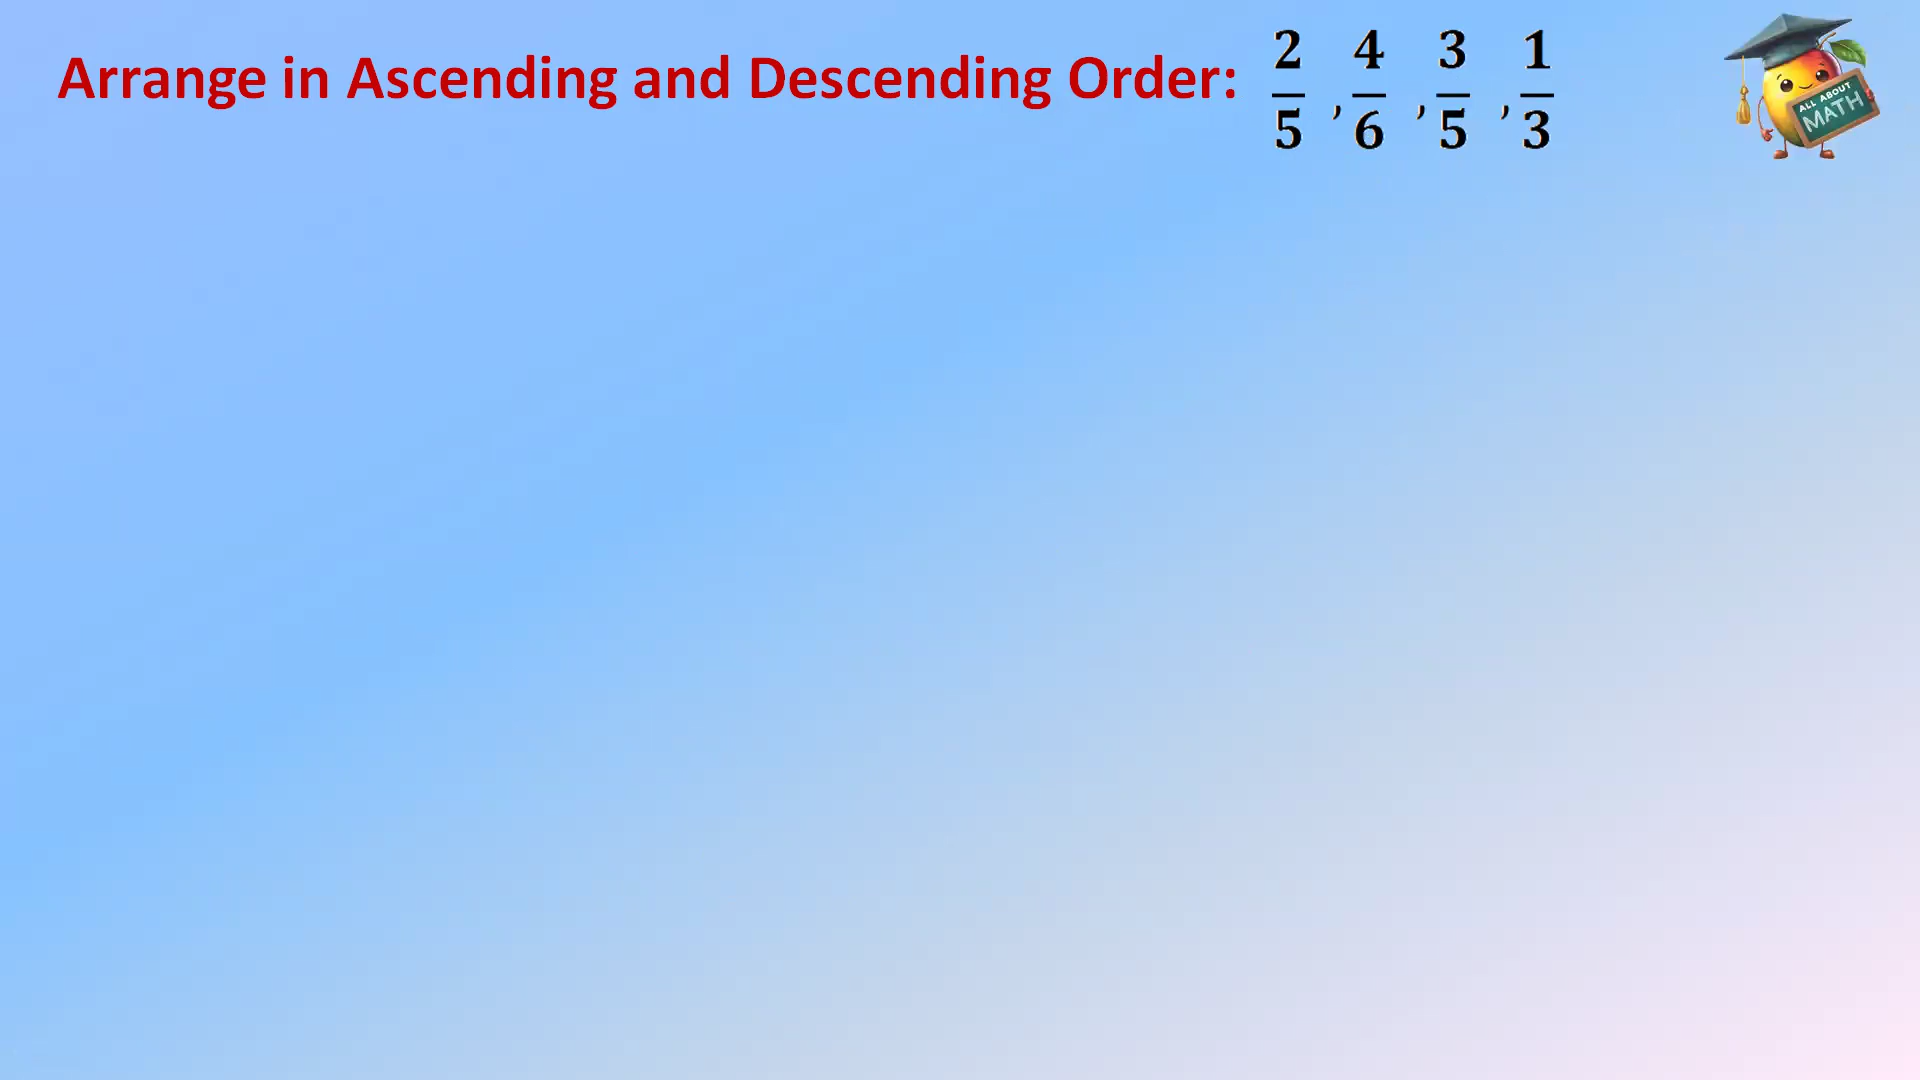 Arrange in Ascending and Descending Order: 2/5 , 4/6 , 3/5 , 1/3
ALL ABOUT
MATH